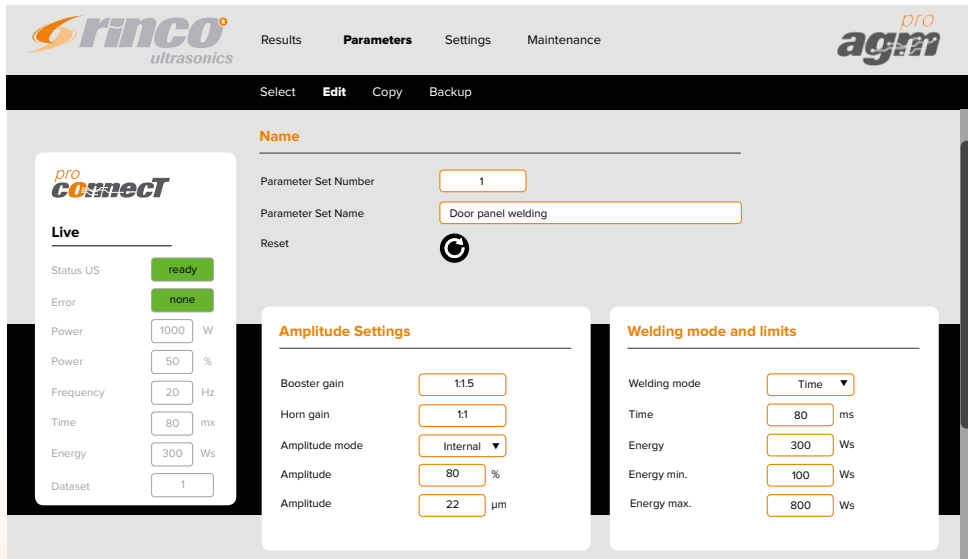 rinco®
ultrasonics
Results Parameters Settings Maintenance
pro
agm
Select Edit Copy Backup
Name
Parameter Set Number 1
Parameter Set Name Door panel welding
Reset
pro
connecT
Live
Status US ready
Error none
Power 1000 W
Power 50 %
Frequency 20 Hz
Time 80 mx
Energy 300 Ws
Dataset 1
Amplitude Settings
Booster gain 1:1.5
Horn gain 1:1
Amplitude mode Internal ▼
Amplitude 80 %
Amplitude 22 µm
Welding mode and limits
Welding mode Time ▼
Time 80 ms
Energy 300 Ws
Energy min. 100 Ws
Energy max. 800 Ws